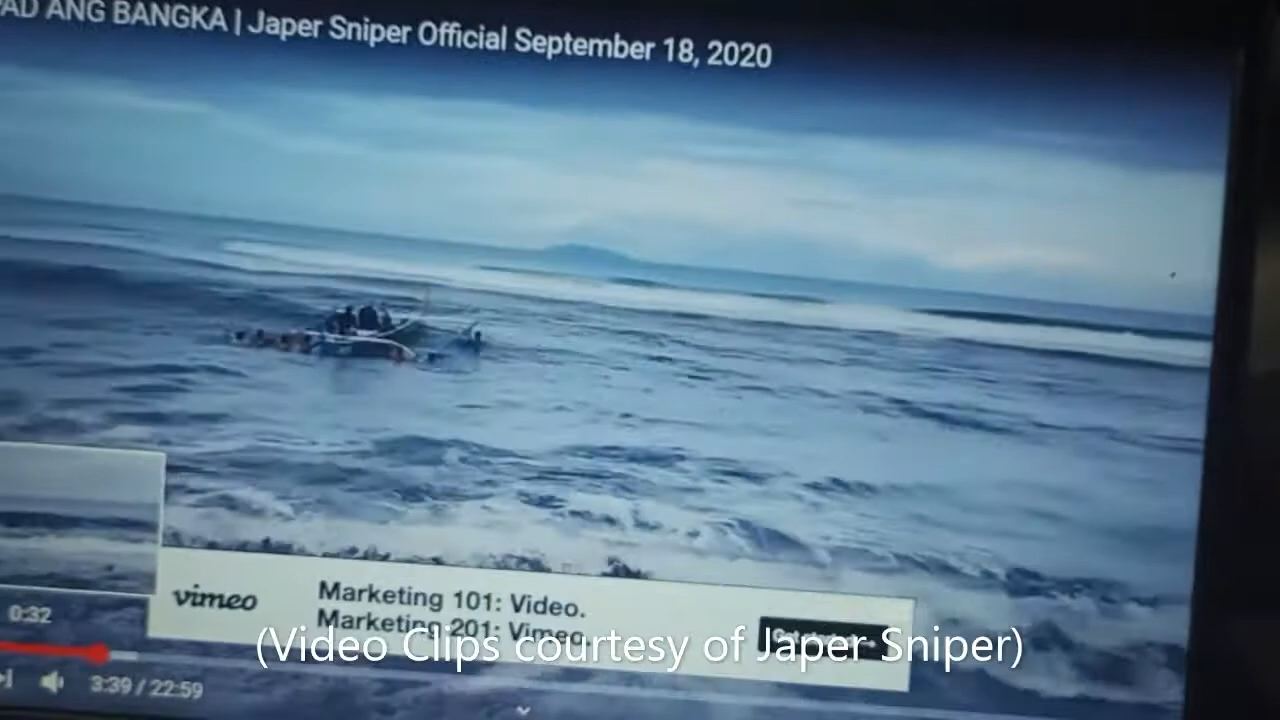 AD ANG BANGKA | Japer Sniper Official September 18, 2020
vimeo
Marketing 101: Video.
Marketing 201: Vimeo.
(Video Clips courtesy of Japer Sniper)
0:32
3:39 / 22:59